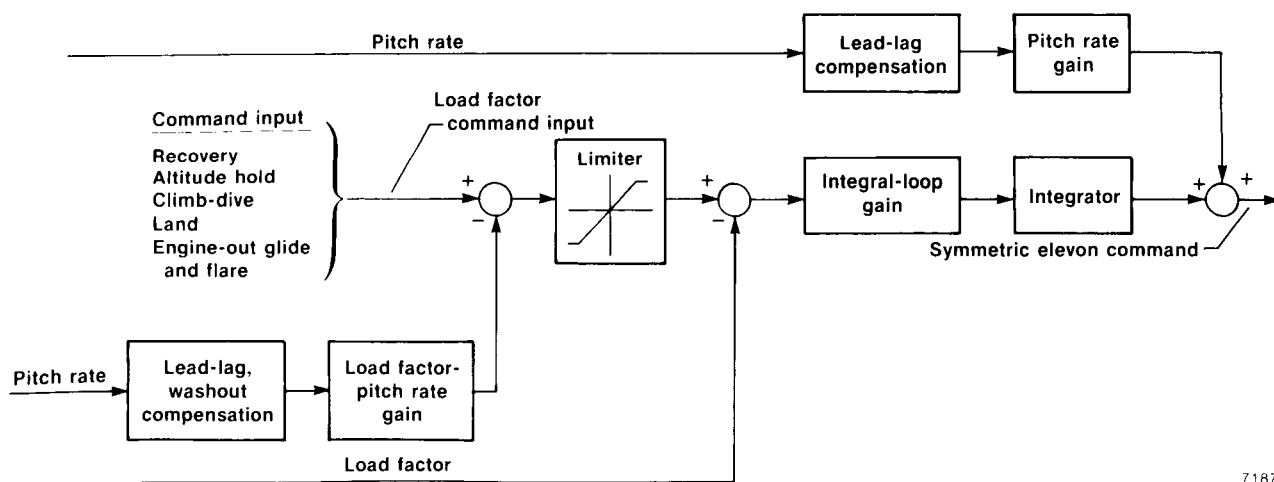 Pitch rate
Lead-lag
compensation
Pitch rate
gain
Command input
Recovery
Altitude hold
Climb-dive
Land
Engine-out glide
and flare
Load factor
command input
+
−
Limiter
+
−
Integral-loop
gain
Integrator
+
+
Symmetric elevon command
Pitch rate
Lead-lag,
washout
compensation
Load factor-
pitch rate
gain
Load factor
7187